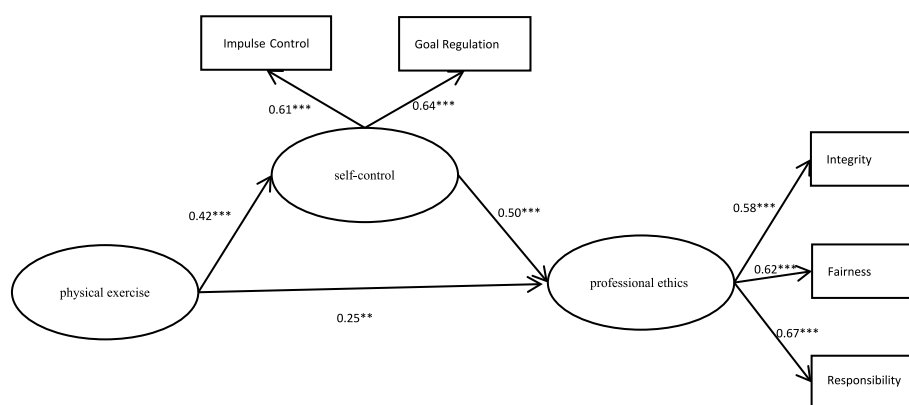 Impulse Control
Goal Regulation
0.61***
0.64***
self-control
Integrity
0.42***
0.50***
0.58***
physical exercise
professional ethics
0.62***
Fairness
0.25**
0.67***
Responsibility